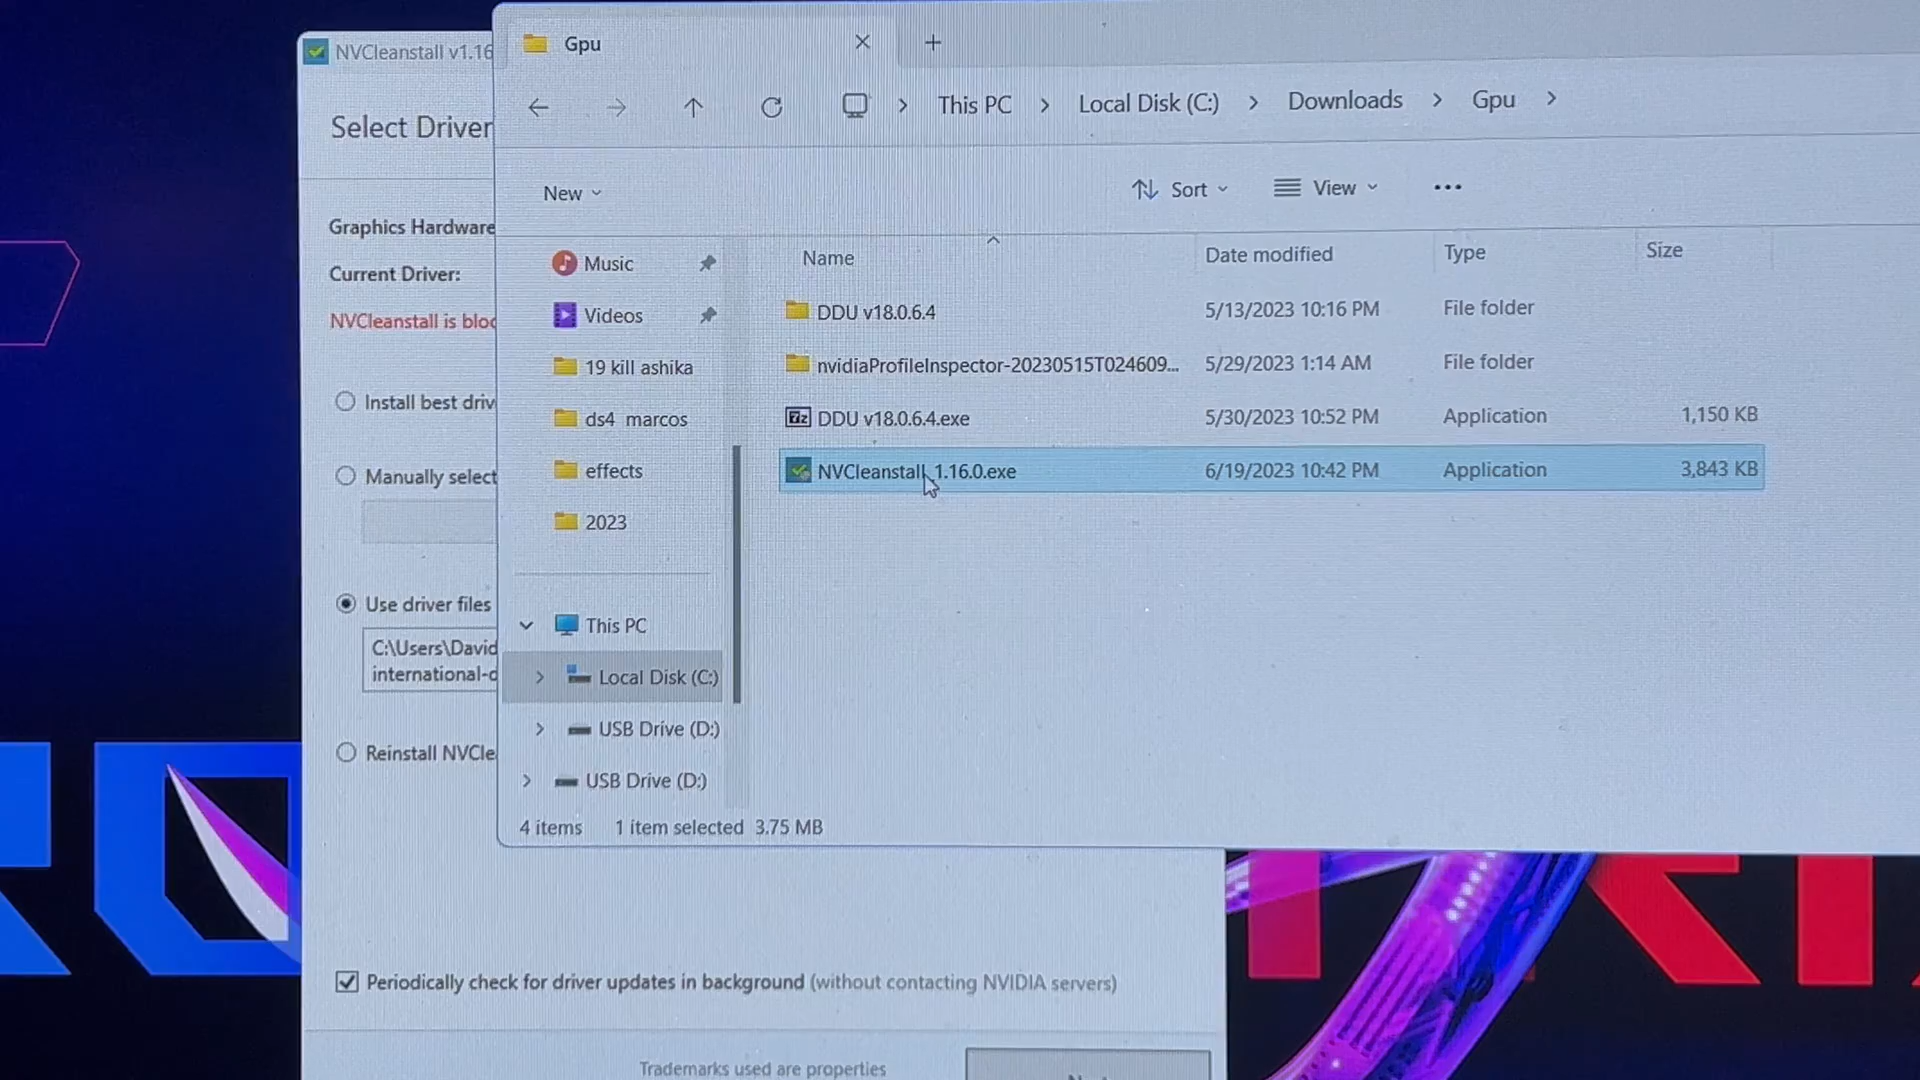 NVCleanstall v1.16
Gpu
This PC
Local Disk (C:)
Downloads
Gpu
Select Driver
New
Sort
View
Graphics Hardware
Current Driver:
NVCleanstall is bloc
Install best driv
Manually select
Use driver files
C:\Users\David
international-d
Reinstall NVCle
Music
Videos
19 kill ashika
ds4 marcos
effects
2023
This PC
Local Disk (C:)
USB Drive (D:)
USB Drive (D:)
Name Date modified Type Size
DDU v18.0.6.4 5/13/2023 10:16 PM File folder
nvidiaProfileInspector-20230515T024609... 5/29/2023 1:14 AM File folder
DDU v18.0.6.4.exe 5/30/2023 10:52 PM Application 1,150 KB
NVCleanstall_1.16.0.exe 6/19/2023 10:42 PM Application 3,843 KB
4 items 1 item selected 3.75 MB
Periodically check for driver updates in background (without contacting NVIDIA servers)
Trademarks used are properties